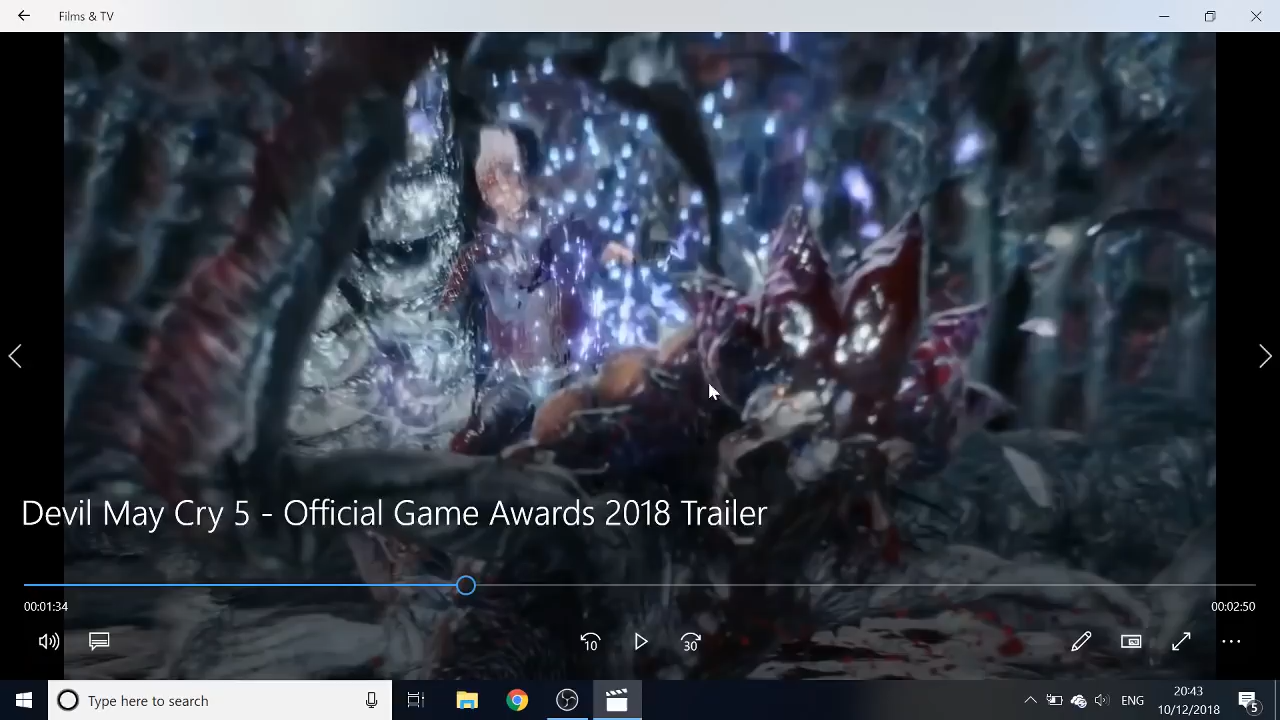 Films & TV
Devil May Cry 5 - Official Game Awards 2018 Trailer
00:01:34
00:02:50
10
30
Type here to search
ENG
20:43
10/12/2018
5